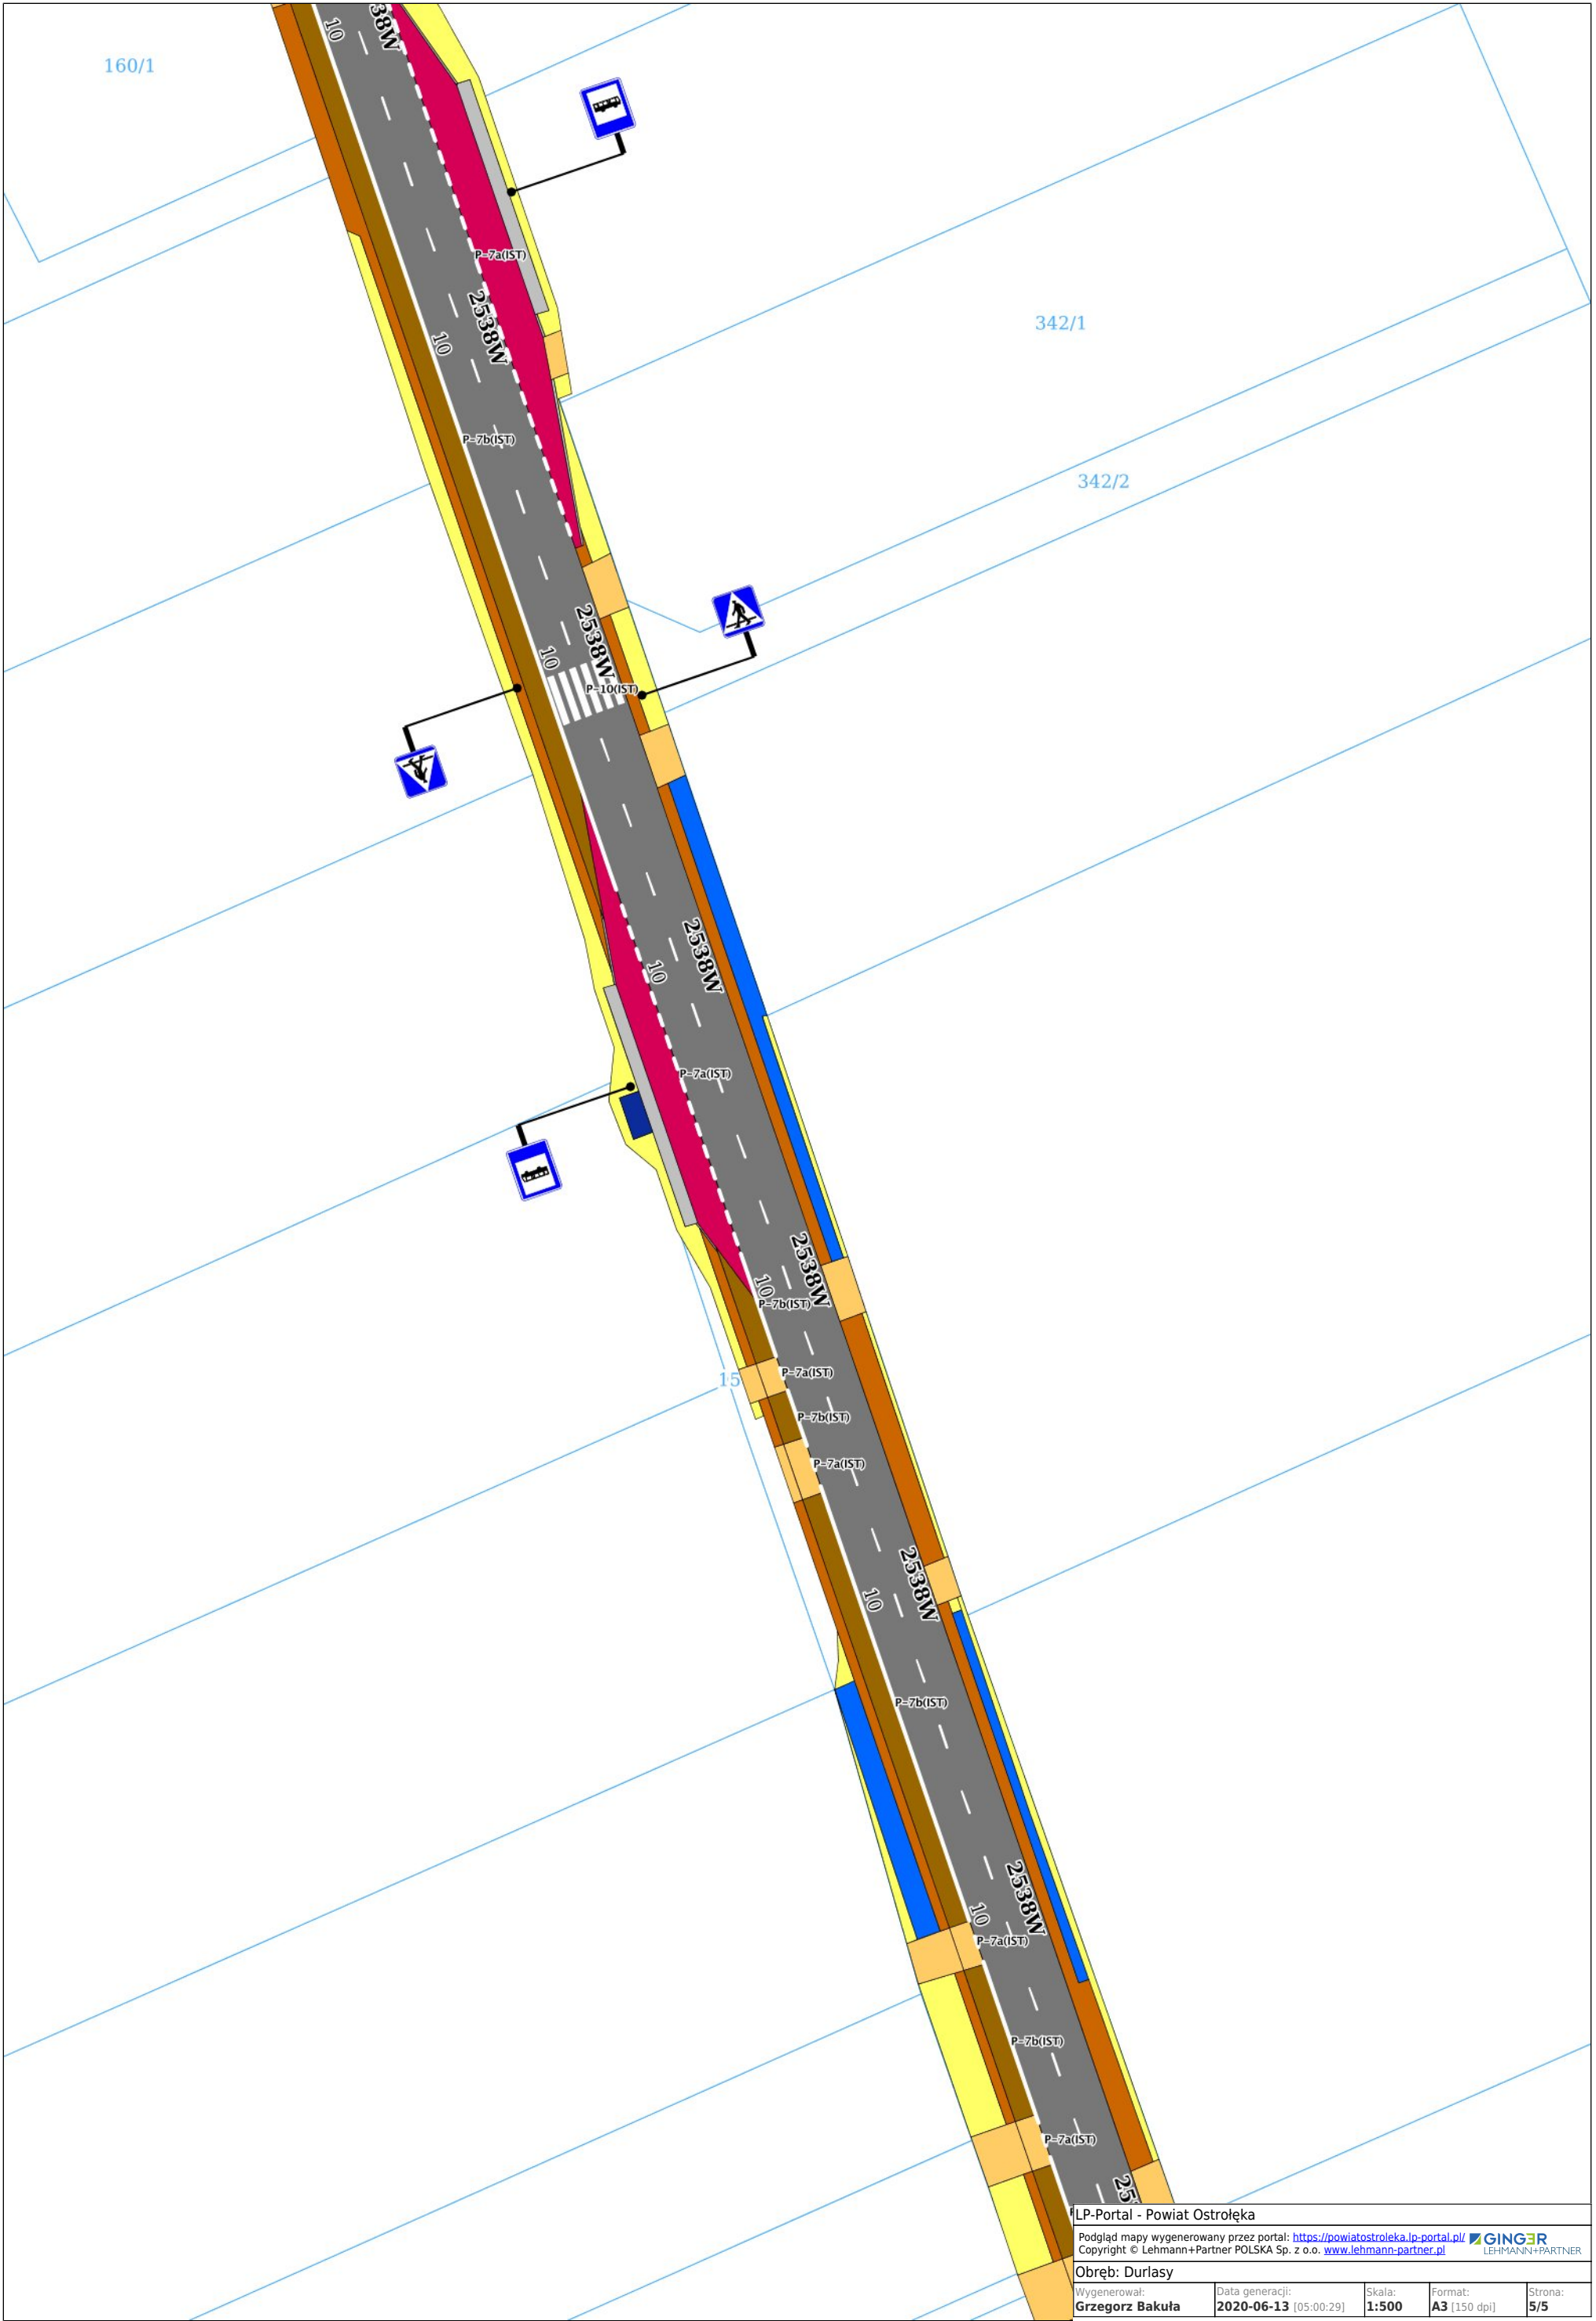 38W
10
160/1
P-7a(IST)
342/1
2538W
10
P-7b(IST)
342/2
2538W
10
P-10(IST)
2538W
10
P-7a(IST)
2538W
10
P-7b(IST)
P-7a(IST)
15
P-7b(IST)
P-7a(IST)
2538W
10
P-7b(IST)
2538W
10
P-7a(IST)
P-7b(IST)
P-7a(IST)
25
LP-Portal - Powiat Ostrołęka
Podgląd mapy wygenerowany przez portal: https://powiatostroleka.lp-portal.pl/
Copyright © Lehmann+Partner POLSKA Sp. z o.o. www.lehmann-partner.pl
GINGER
LEHMANN+PARTNER
Obręb: Durlasy
Wygenerował: Data generacji: Skala: Format: Strona:
Grzegorz Bakuła 2020-06-13 [05:00:29] 1:500 A3 [150 dpi] 5/5